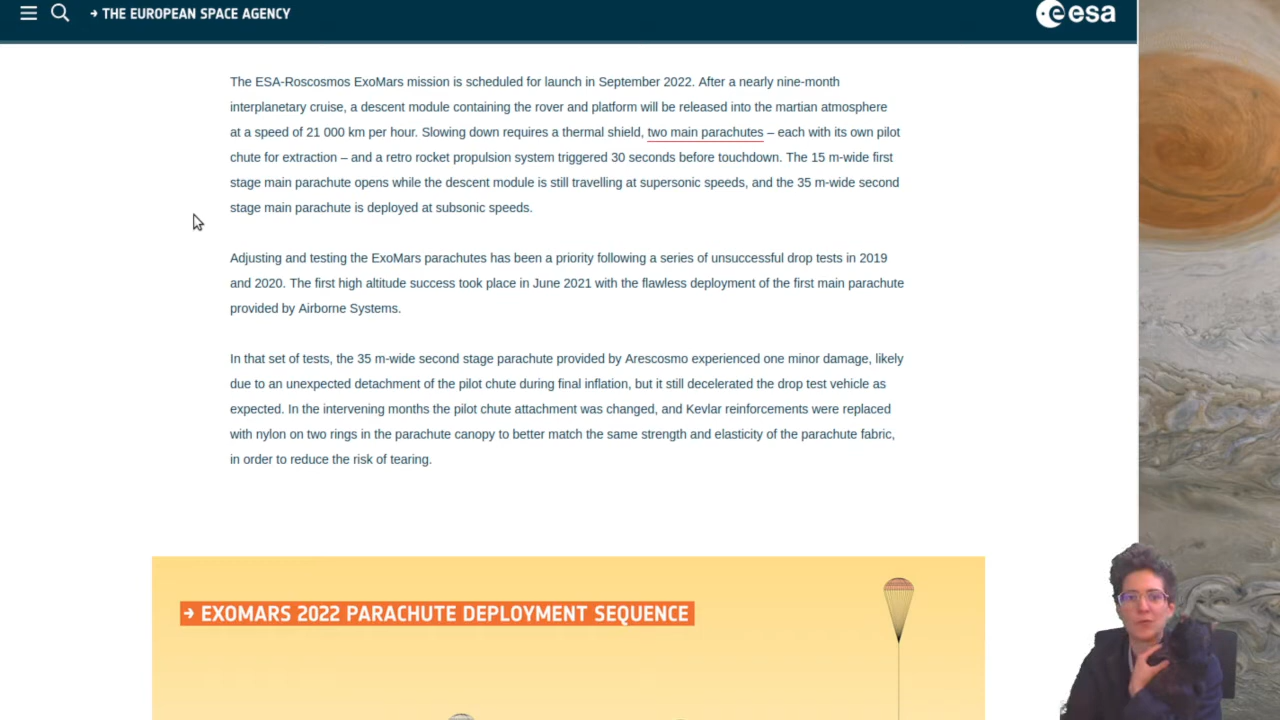 → THE EUROPEAN SPACE AGENCY
esa
The ESA-Roscosmos ExoMars mission is scheduled for launch in September 2022. After a nearly nine-month
interplanetary cruise, a descent module containing the rover and platform will be released into the martian atmosphere
at a speed of 21 000 km per hour. Slowing down requires a thermal shield, two main parachutes – each with its own pilot
chute for extraction – and a retro rocket propulsion system triggered 30 seconds before touchdown. The 15 m-wide first
stage main parachute opens while the descent module is still travelling at supersonic speeds, and the 35 m-wide second
stage main parachute is deployed at subsonic speeds.
Adjusting and testing the ExoMars parachutes has been a priority following a series of unsuccessful drop tests in 2019
and 2020. The first high altitude success took place in June 2021 with the flawless deployment of the first main parachute
provided by Airborne Systems.
In that set of tests, the 35 m-wide second stage parachute provided by Arescosmo experienced one minor damage, likely
due to an unexpected detachment of the pilot chute during final inflation, but it still decelerated the drop test vehicle as
expected. In the intervening months the pilot chute attachment was changed, and Kevlar reinforcements were replaced
with nylon on two rings in the parachute canopy to better match the same strength and elasticity of the parachute fabric,
in order to reduce the risk of tearing.
→ EXOMARS 2022 PARACHUTE DEPLOYMENT SEQUENCE